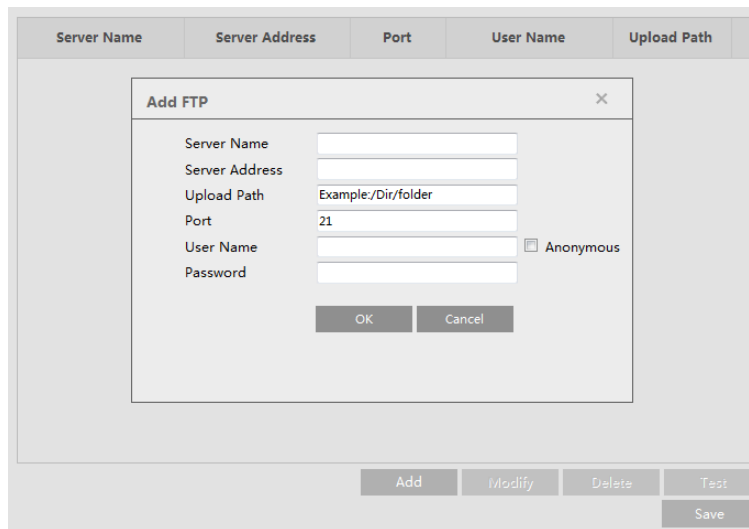 Server Name Server Address Port User Name Upload Path
Add FTP ×
Server Name
Server Address
Upload Path Example:/Dir/folder
Port 21
User Name Anonymous
Password
OK Cancel
Add Modify Delete Test
Save